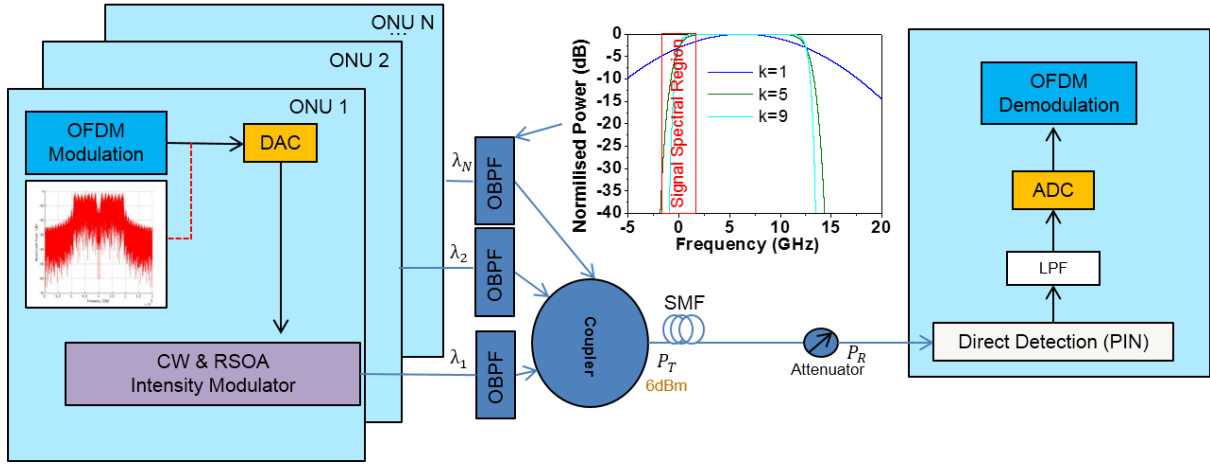 ONU N
...
ONU 2
ONU 1
OFDM
Modulation
DAC
CW & RSOA
Intensity Modulator
λN
λ2
λ1
OBPF
OBPF
OBPF
Coupler
Normilised Power (dB)
0
-5
-10
-15
-20
-25
-30
-35
-40
Signal Spectral Region
k=1
k=5
k=9
-5 0 5 10 15 20
Frequency (GHz)
SMF
PT
6dBm
Attenuator
PR
OFDM
Demodulation
ADC
LPF
Direct Detection (PIN)